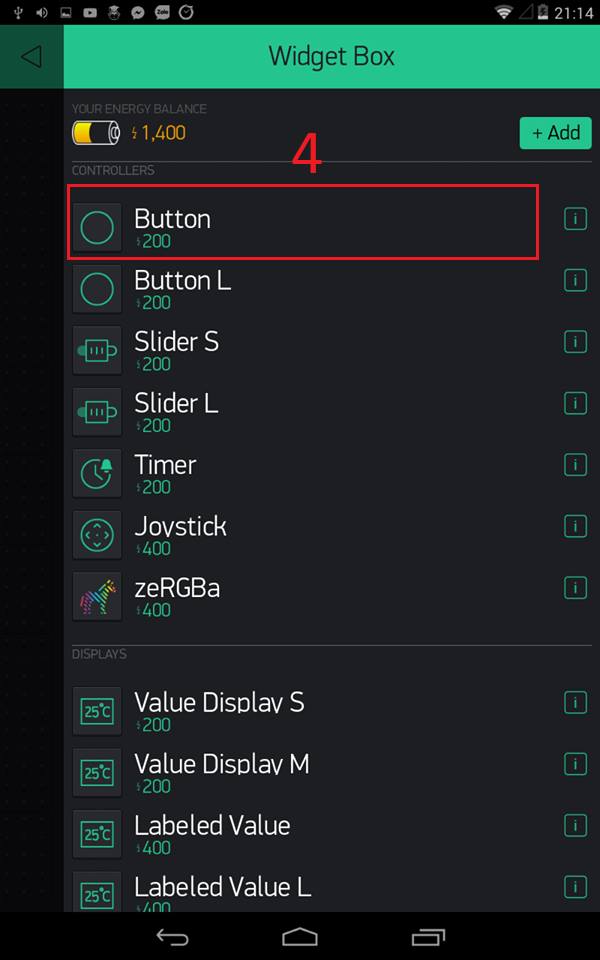 Zalo
21:14
Widget Box
YOUR ENERGY BALANCE
1,400
+ Add
4
CONTROLLERS
Button
200
i
Button L
200
i
Slider S
200
i
Slider L
200
i
Timer
200
i
Joystick
400
i
zeRGBa
400
i
DISPLAYS
25°C
Value Display S
200
i
25°C
Value Display M
200
i
25°C
Labeled Value
400
i
25°C
Labeled Value L
400
i